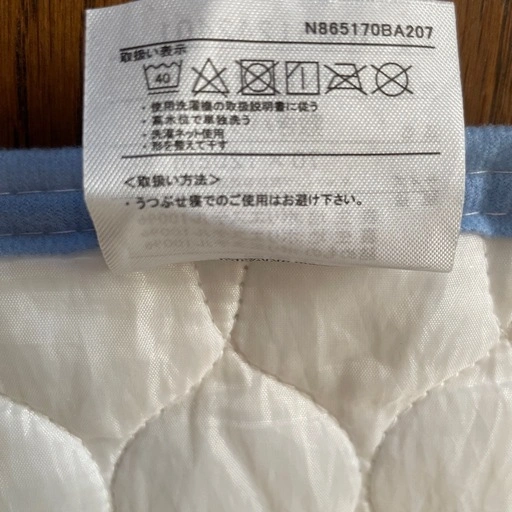 N865170BA207
取扱い表示
40
・使用洗濯機の取扱説明書に従う
・高水位で単独洗う
・洗濯ネット使用
・形を整えて干す
＜取扱い方法＞
・うつぶせ寝でのご使用はお避け下さい。